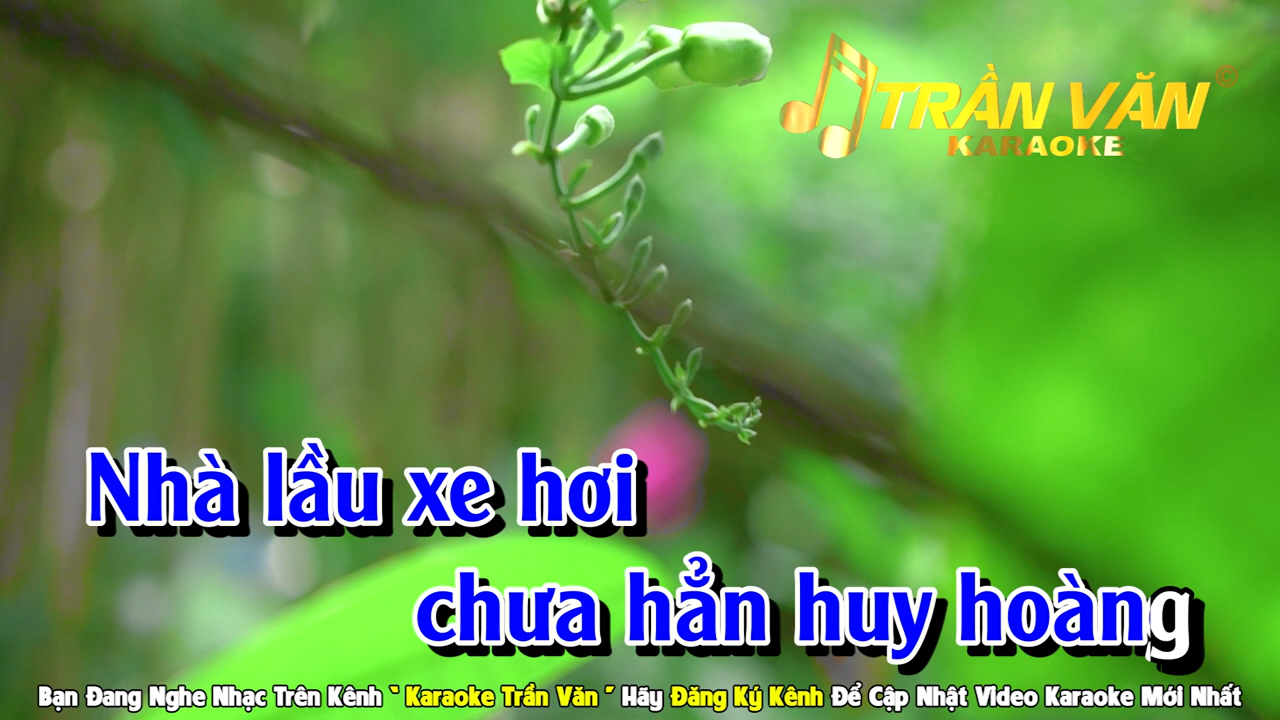 TRẦN VĂN ©
KARAOKE
Nhà lầu xe hơi
chưa hẳn huy hoàng
Bạn Đang Nghe Nhạc Trên Kênh " Karaoke Trần Văn " Hãy Đăng Ký Kênh Để Cập Nhật Video Karaoke Mới Nhất